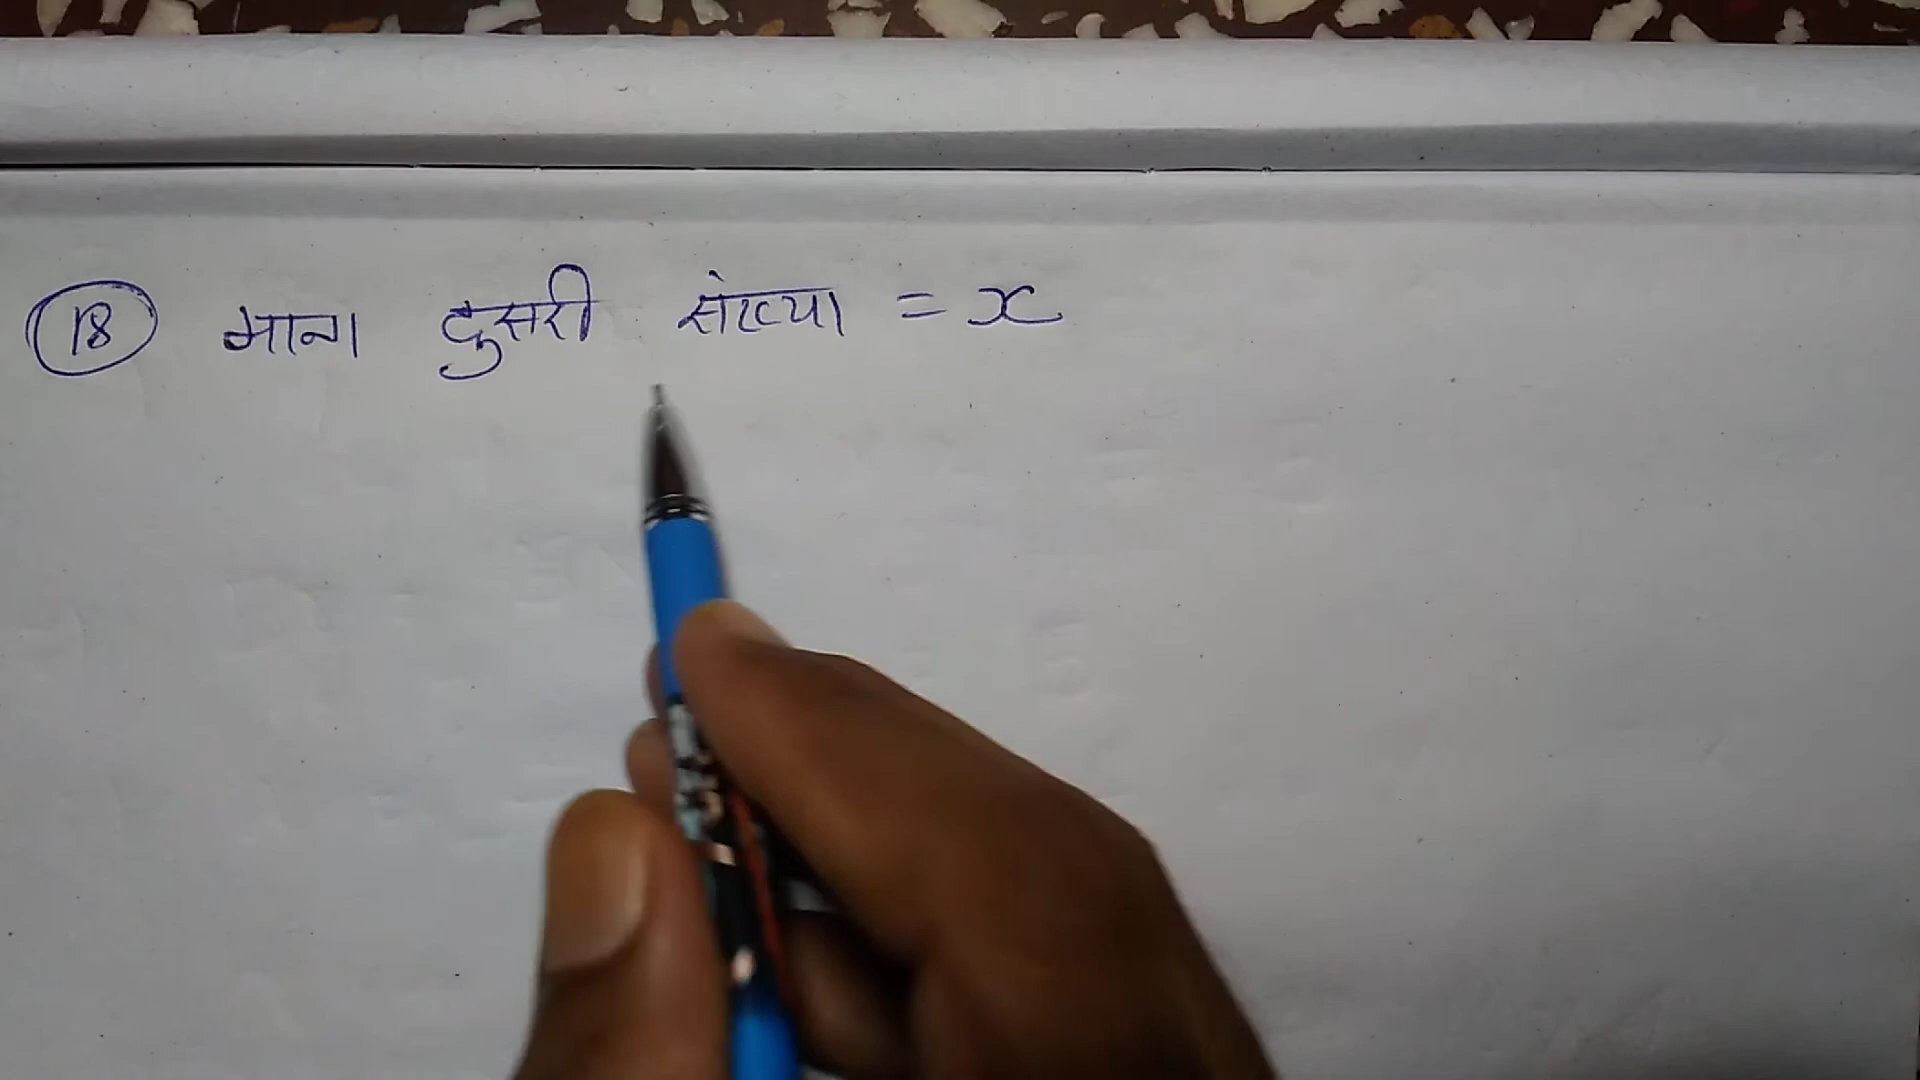 18 माना दुसरी संख्या = x